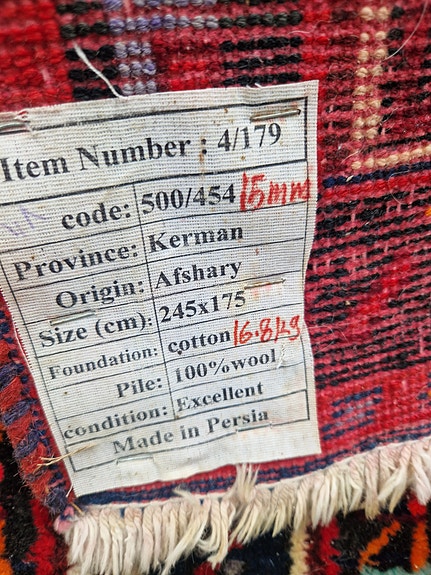 Item Number : 4/179
code: 500/454 15mm
Province: Kerman
Origin: Afshary
Size (cm): 245x175
Foundation: cotton 16.8kg
Pile: 100%wool
condition: Excellent
Made in Persia